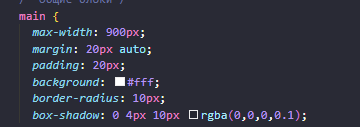 /* Общие блоки */
main {
max-width: 900px;
margin: 20px auto;
padding: 20px;
background: #fff;
border-radius: 10px;
box-shadow: 0 4px 10px rgba(0,0,0,0.1);